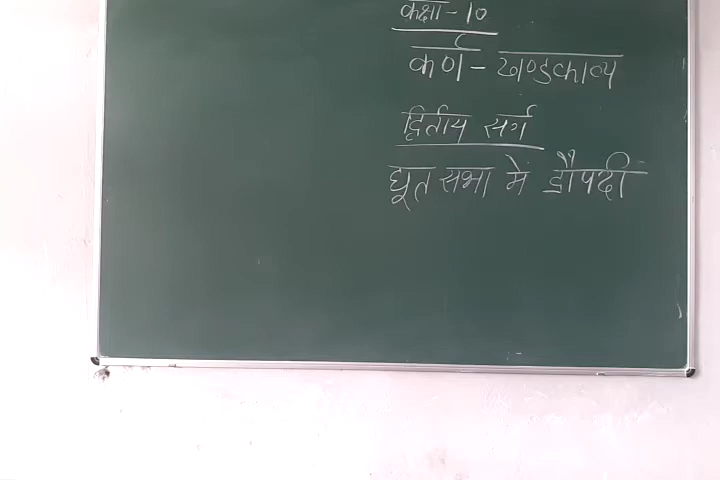 कक्षा - 10
कर्ण - खण्डकाव्य
द्वितीय सर्ग
द्यूत सभा में द्रौपदी